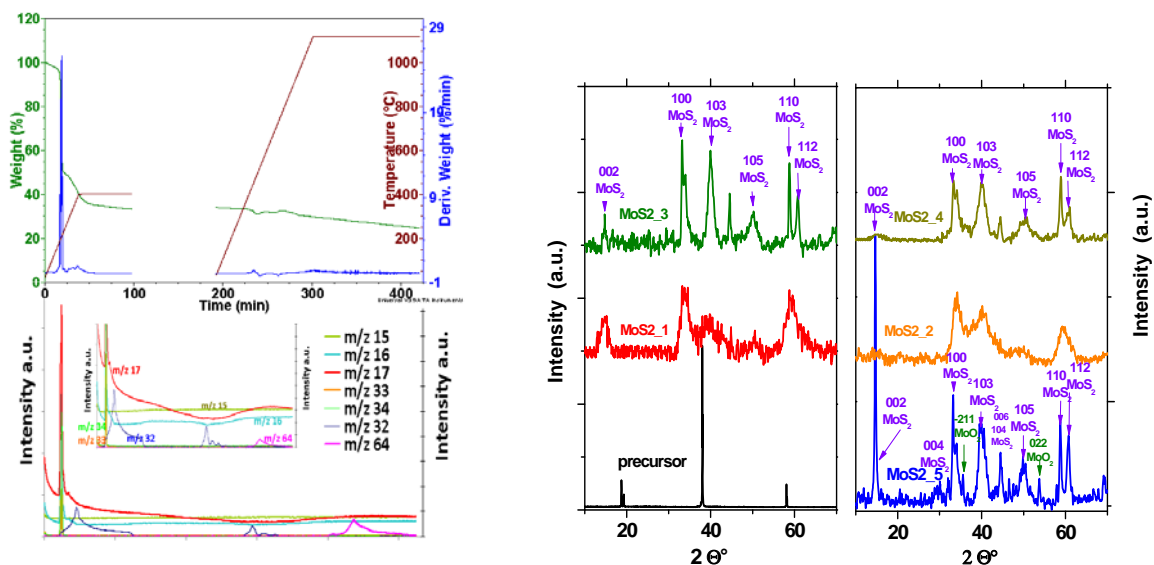 120
100
80
60
40
20
0
Weight (%)
0
100
200
300
400
Time (min)
1000
800
600
400
200
Temperature (°C)
29
19
9
-1
Deriv. Weight (%/min)
Intensity a.u.
Intensity a.u.
Intensity a.u.
Intensity a.u.
m/z 17
m/z 15
m/z 16
m/z 34
m/z 33
m/z 32
m/z 64
m/z 15
m/z 16
m/z 17
m/z 33
m/z 34
m/z 32
m/z 64
Intensity (a.u.)
002
MoS2
100
MoS2
103
MoS2
105
MoS2
110
MoS2
112
MoS2
MoS2_3
MoS2_1
precursor
20
40
60
2 Θ°
002
MoS2
100
MoS2
103
MoS2
105
MoS2
110
MoS2
112
MoS2
MoS2_4
MoS2_2
002
MoS2
004
MoS2
100
MoS2
-211
MoO2
103
MoS2
006
104 MoS2
105
MoS2
022
MoO2
110
MoS2
112
MoS2
MoS2_5
20
40
60
2 Θ°
Intensity (a.u.)